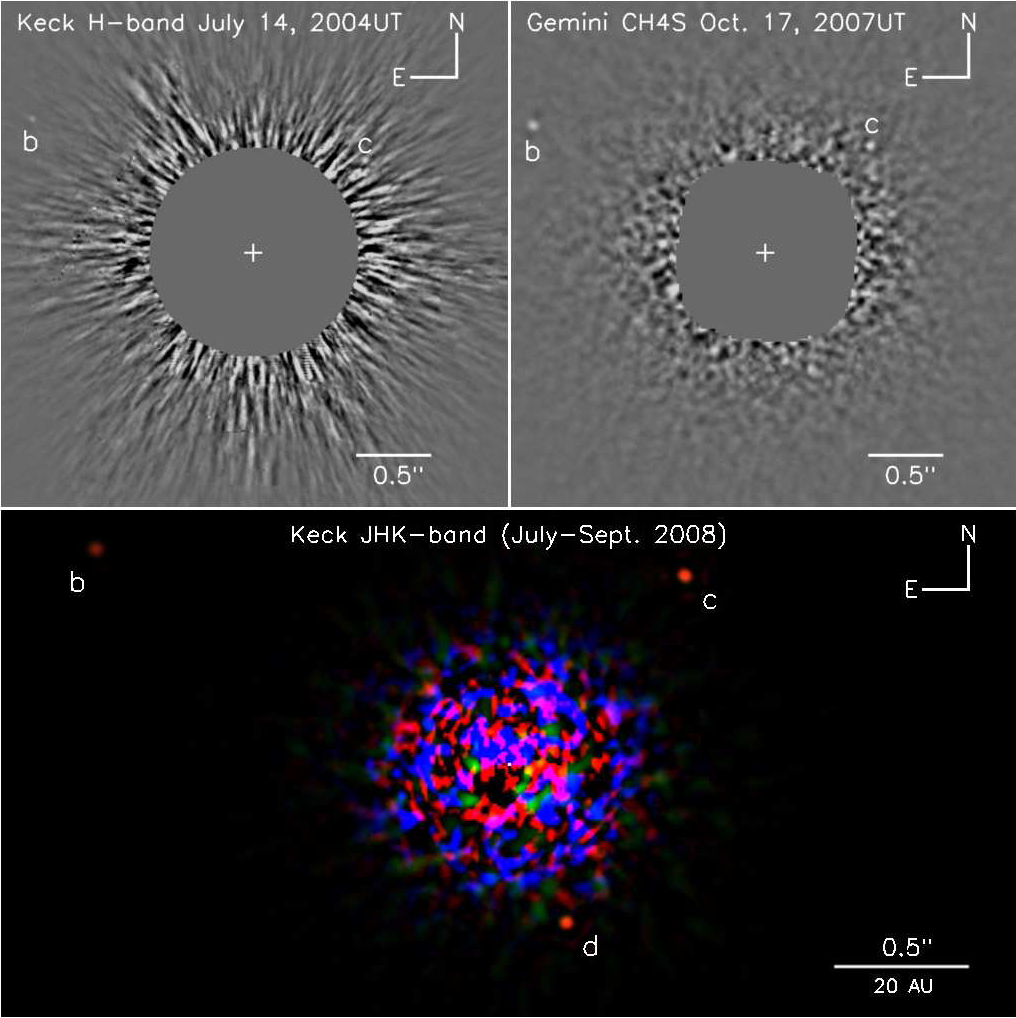 Keck H-band July 14, 2004UT
N
E
b
c
0.5"
Gemini CH4S Oct. 17, 2007UT
N
E
b
c
0.5"
Keck JHK-band (July-Sept. 2008)
N
E
b
c
d
0.5"
20 AU